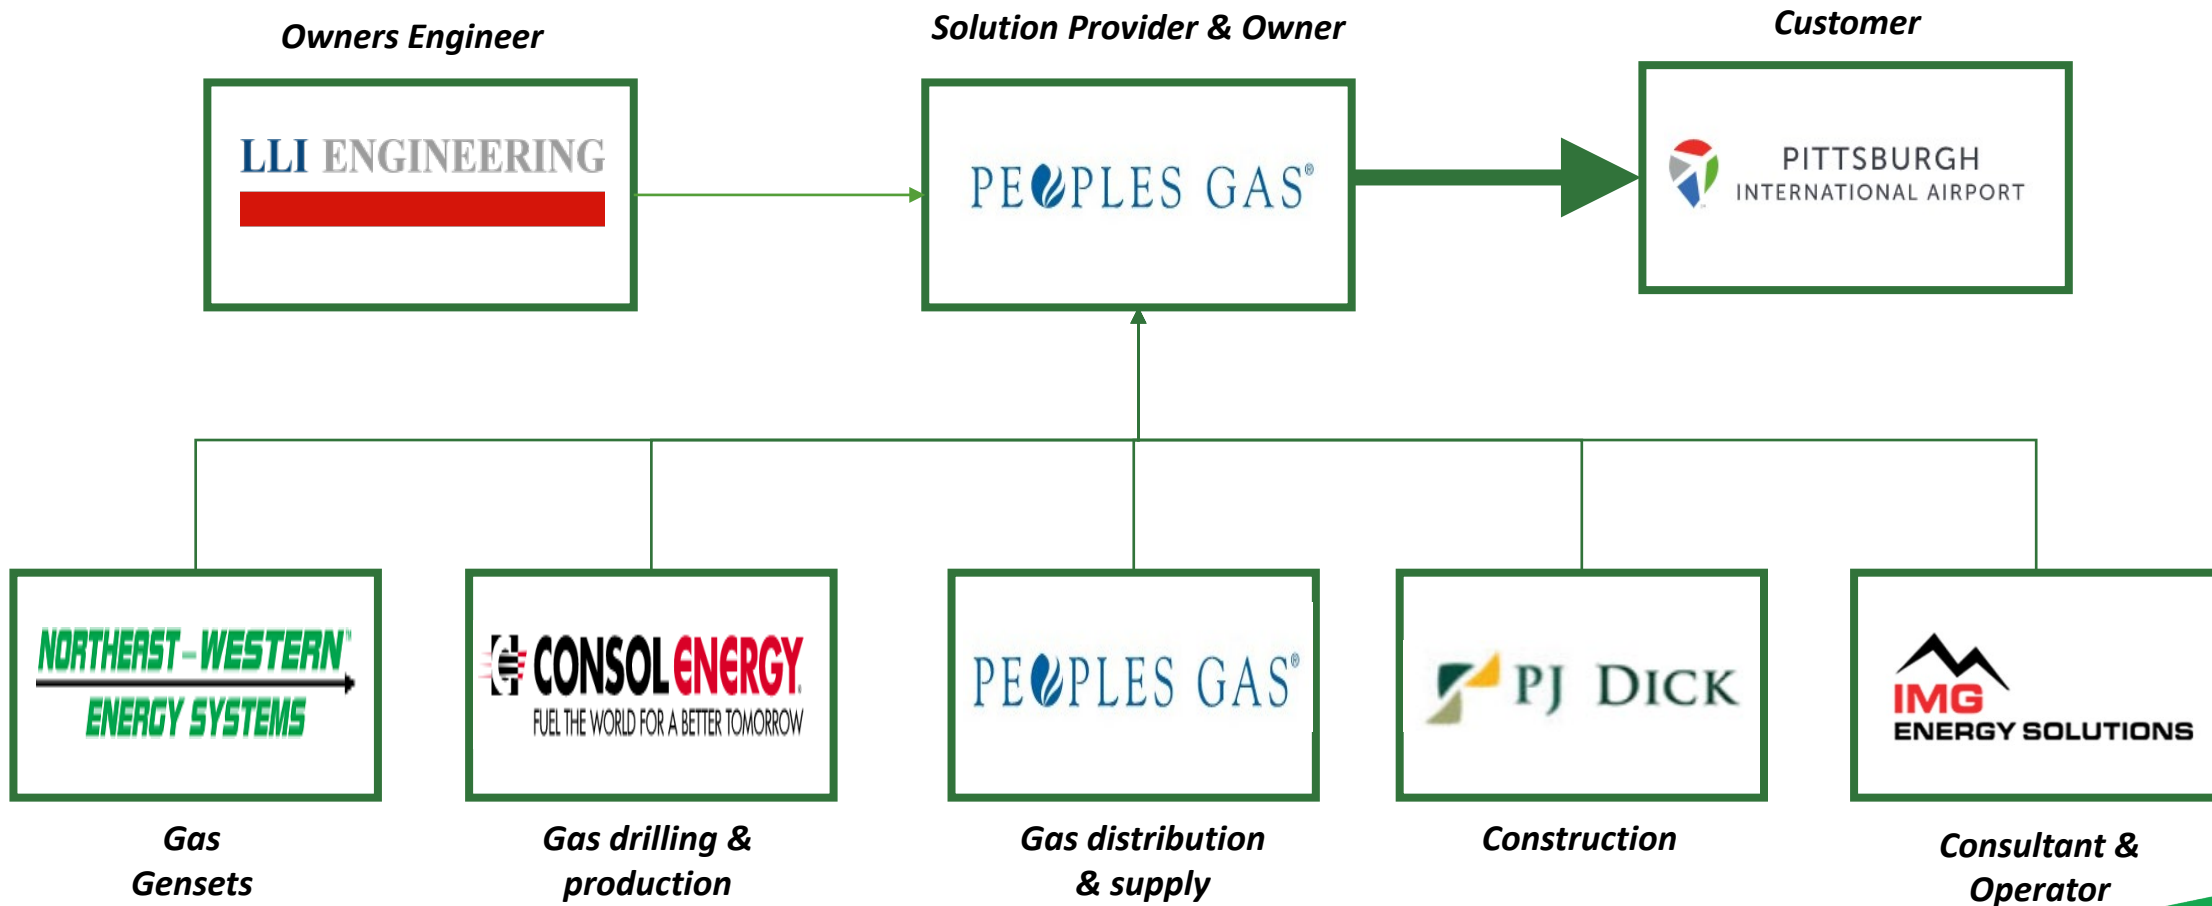 Owners Engineer
Solution Provider & Owner
Customer
LLI ENGINEERING
PEOPLES GAS®
PITTSBURGH
INTERNATIONAL AIRPORT
NORTHEAST-WESTERN™
ENERGY SYSTEMS
CONSOL ENERGY.
FUEL THE WORLD FOR A BETTER TOMORROW
PEOPLES GAS®
PJ DICK
IMG
ENERGY SOLUTIONS
Gas
Gensets
Gas drilling &
production
Gas distribution
& supply
Construction
Consultant &
Operator